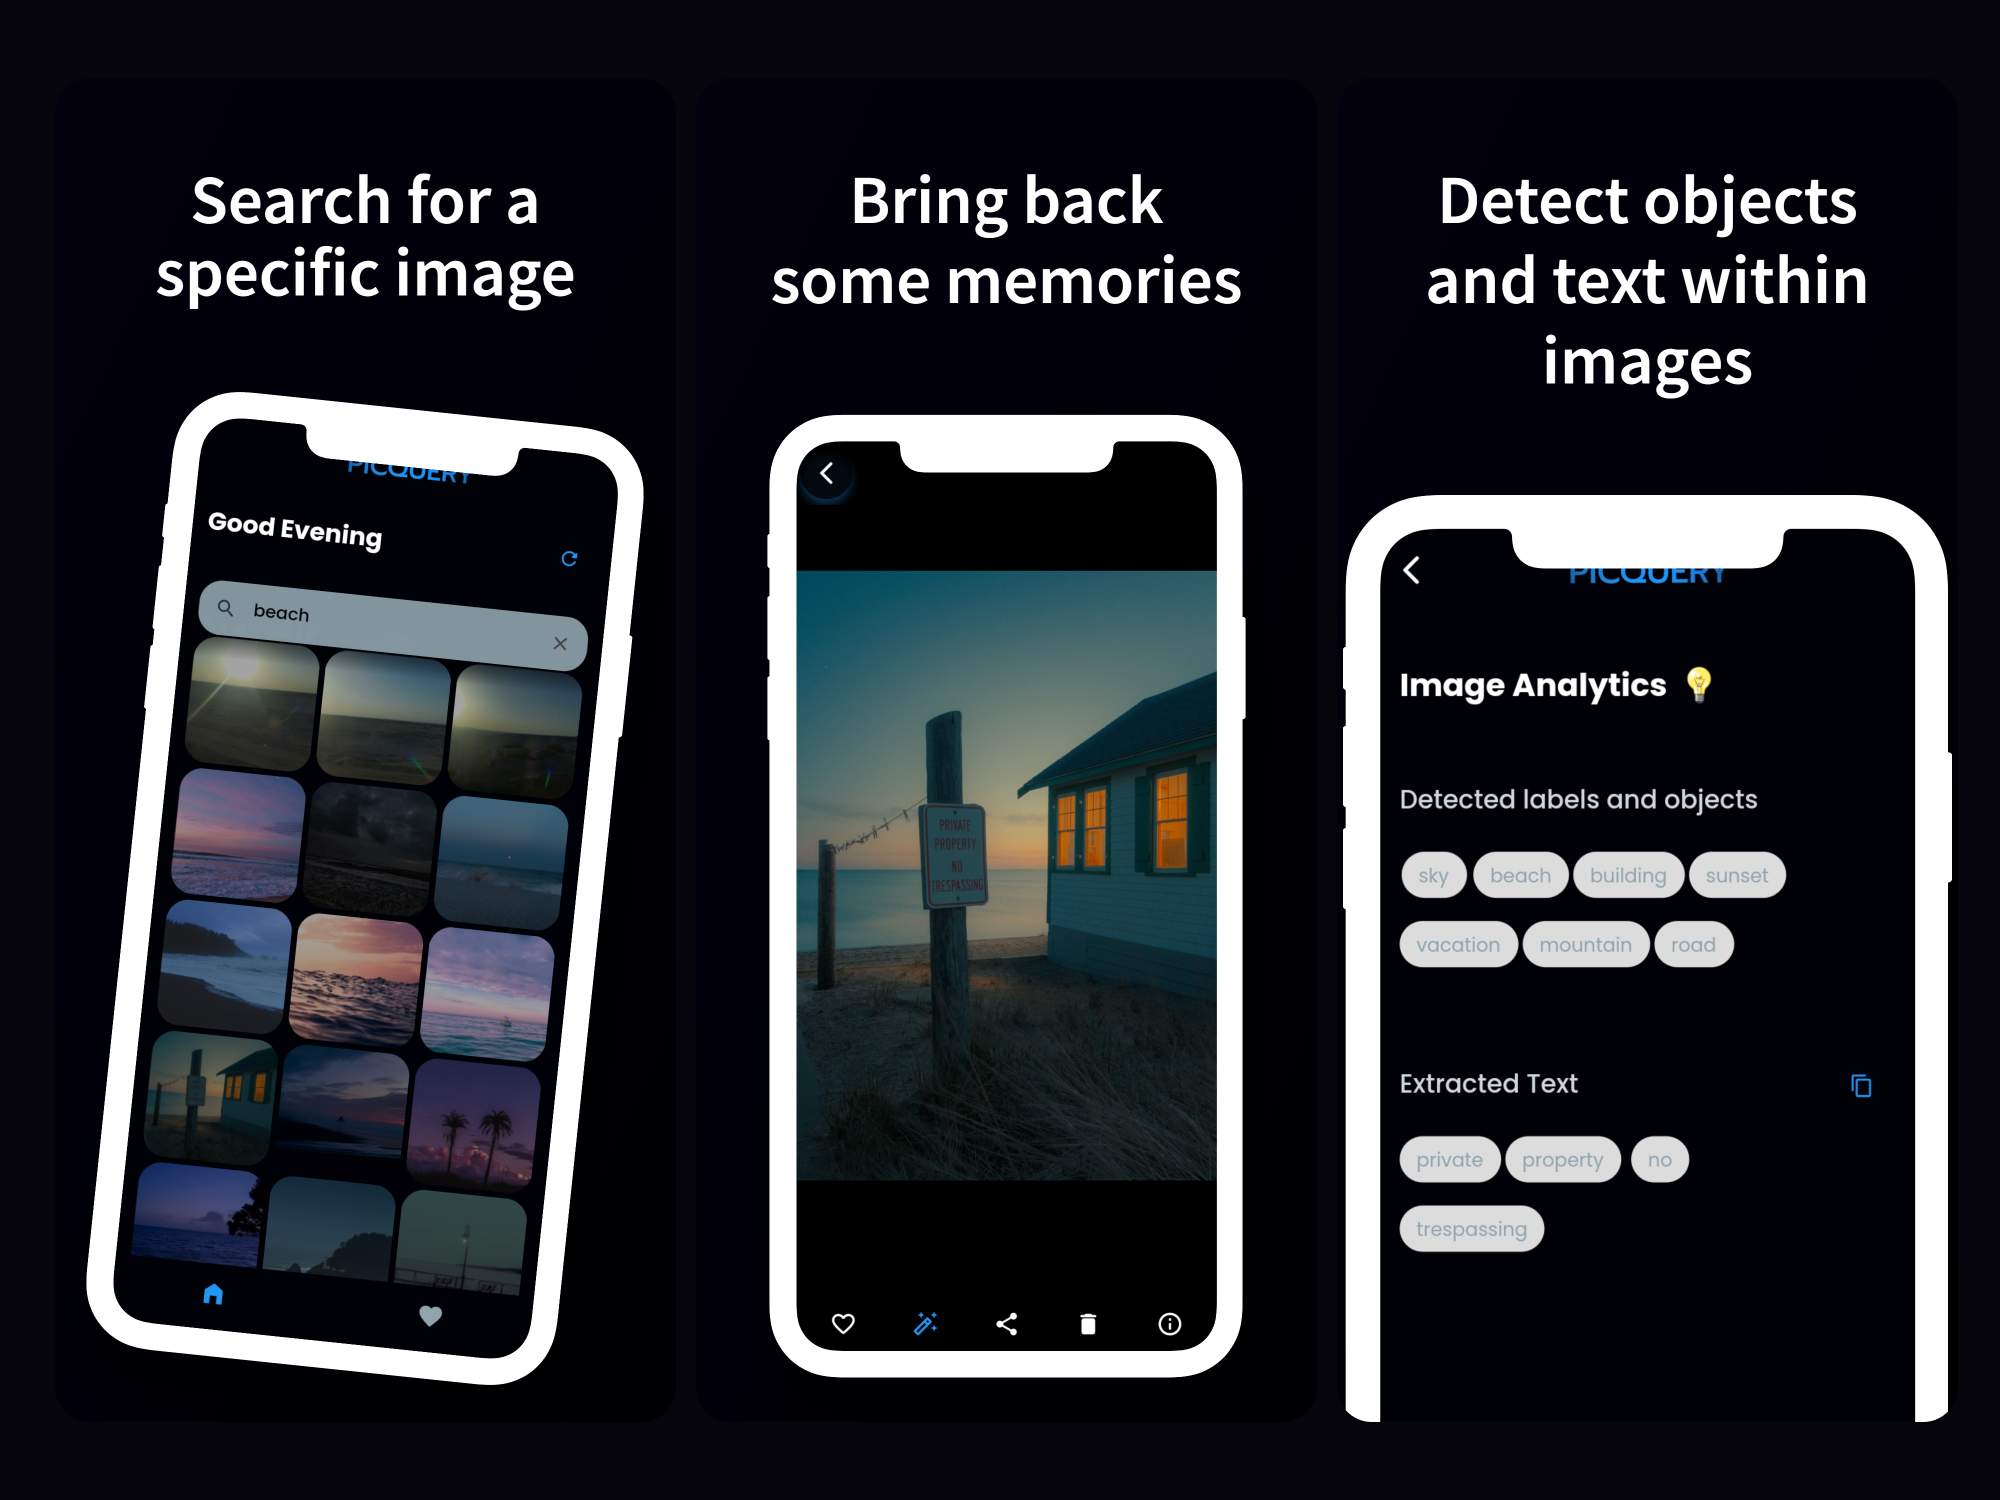 Search for a
specific image
PICQUERY
Good Evening
beach
Bring back
some memories
PRIVATE
PROPERTY
NO
TRESPASSING
Detect objects
and text within
images
PICQUERY
Image Analytics 💡
Detected labels and objects
sky beach building sunset
vacation mountain road
Extracted Text
private property no
trespassing